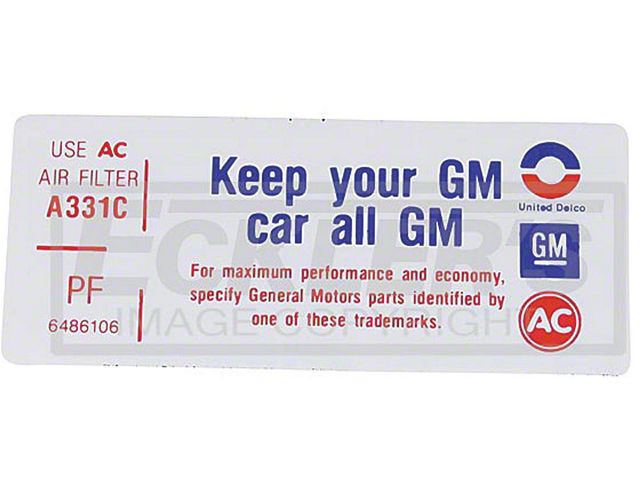 USE AC
AIR FILTER
A331C
PF
6486106
Keep your GM
car all GM
For maximum performance and economy,
specify General Motors parts identified by
one of these trademarks.
United Delco
GM
AC
ECKLER'S
IMAGE COPYRIGHT